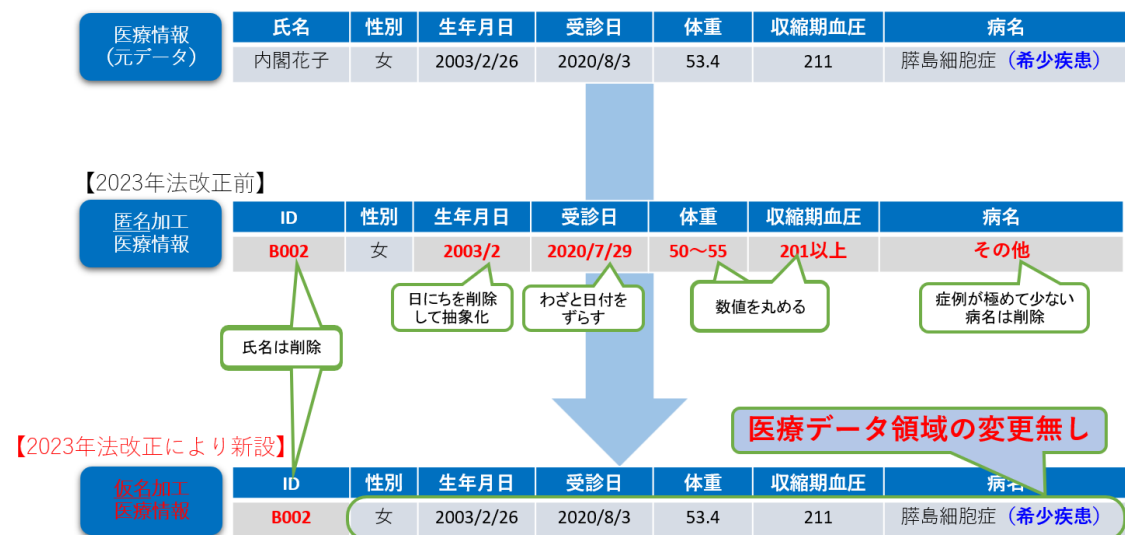 医療情報
(元データ)
氏名 性別 生年月日 受診日 体重 収縮期血圧 病名
内閣花子 女 2003/2/26 2020/8/3 53.4 211 膵島細胞症（希少疾患）
【2023年法改正前】
匿名加工
医療情報
ID 性別 生年月日 受診日 体重 収縮期血圧 病名
B002 女 2003/2 2020/7/29 50～55 201以上 その他
日にちを削除
して抽象化
わざと日付を
ずらす
数値を丸める
症例が極めて少ない
病名は削除
氏名は削除
【2023年法改正により新設】
医療データ領域の変更無し
仮名加工
医療情報
ID 性別 生年月日 受診日 体重 収縮期血圧 病名
B002 女 2003/2/26 2020/8/3 53.4 211 膵島細胞症（希少疾患）